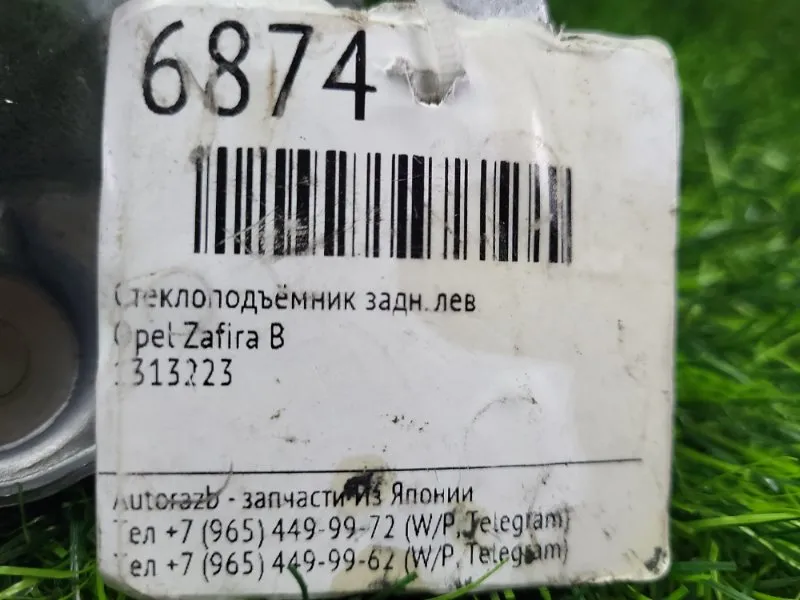 6874
Стеклоподъёмник задн. лев
Opel Zafira B
1313223
Autorazb - запчасти из Японии
Тел +7 (965) 449-99-72 (W/P, Telegram)
Тел +7 (965) 449-99-62 (W/P, Telegram)